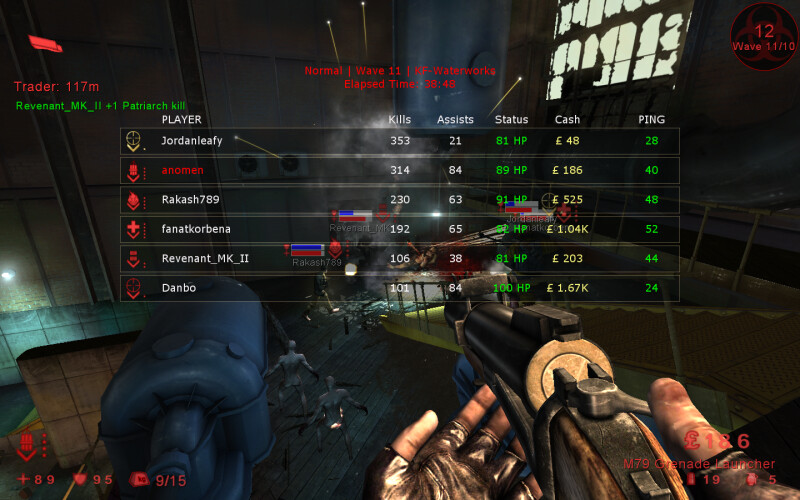 12
Wave 11/10
Normal | Wave 11 | KF-Waterworks
Elapsed Time: 38:48
Trader: 117m
Revenant_MK_II +1 Patriarch kill
PLAYER Kills Assists Status Cash PING
Jordanleafy 353 21 81 HP £ 48 28
anomen 314 84 89 HP £ 186 40
Rakash789 230 63 91 HP £ 525 48
fanatkorbena 192 65 92 HP £ 1.04K 52
Revenant_MK_II 106 38 81 HP £ 203 44
Danbo 101 84 100 HP £ 1.67K 24
Jordanleafy
Revenant_MK
Rakash789
£186
M79 Grenade Launcher
89 95 9/15 19 5